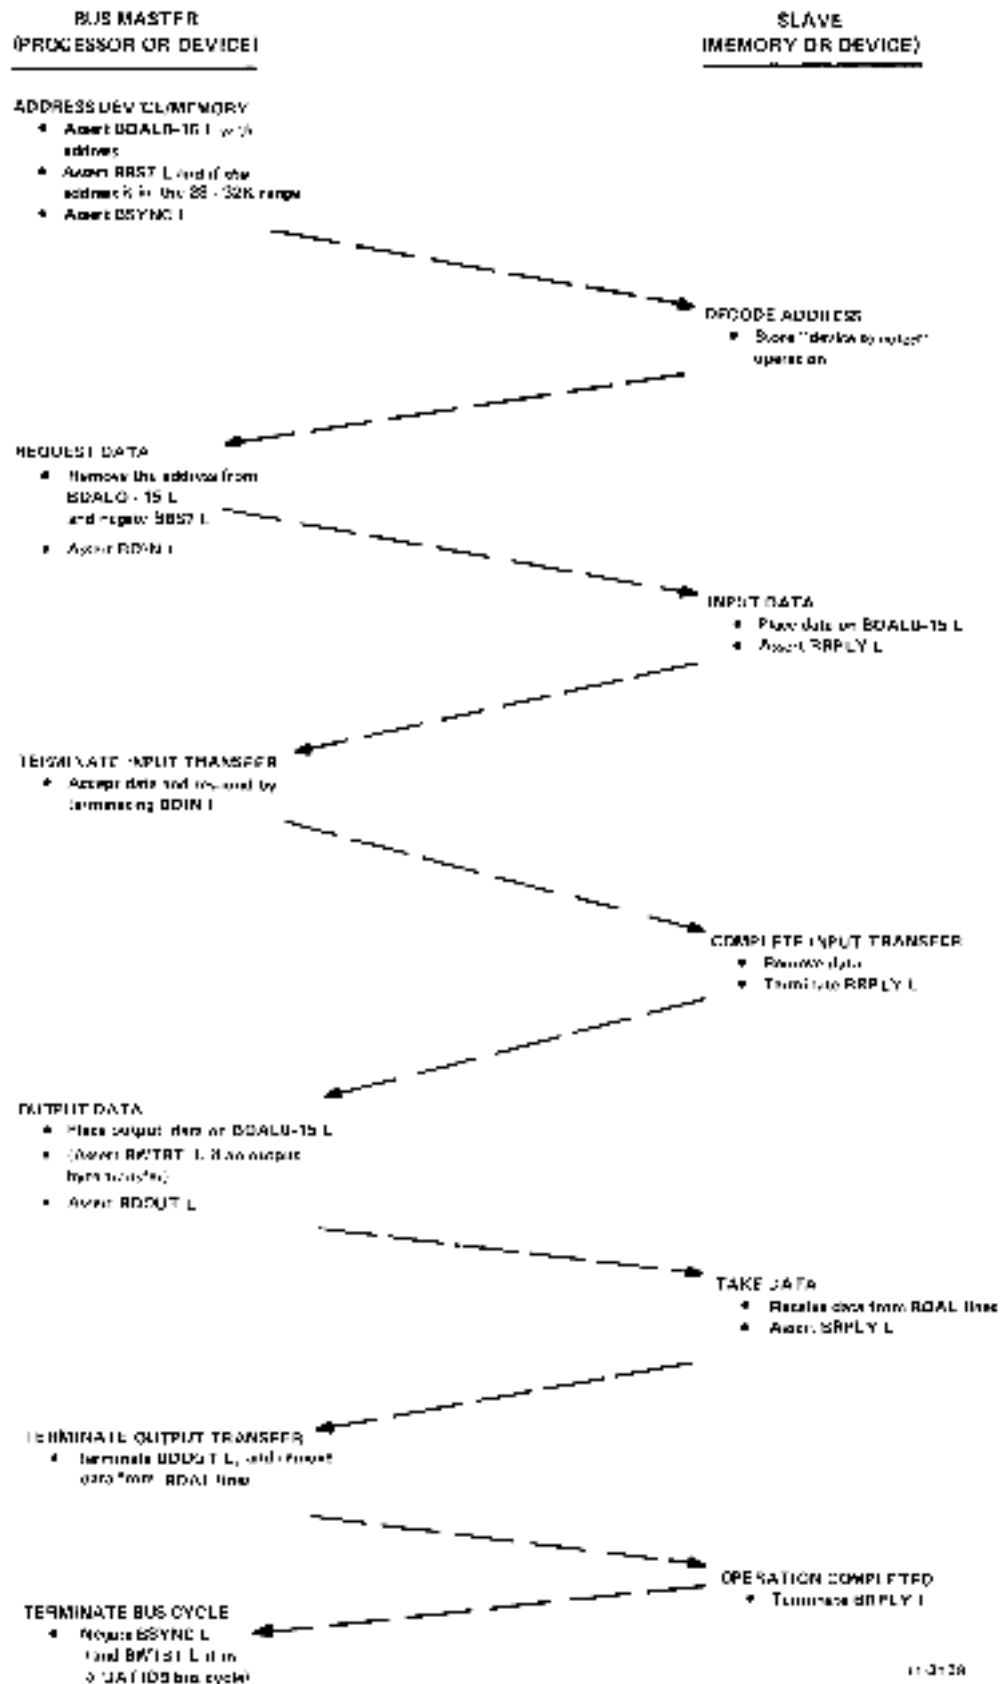 BUS MASTER
(PROCESSOR OR DEVICE)
SLAVE
(MEMORY OR DEVICE)
ADDRESS DEVICE/MEMORY
• Assert BDAL0-15 L with
address
• Assert BBS7 L and if the
address is in the 28 - 32K range
• Assert BSYNC L
DECODE ADDRESS
• Store "device selected"
operation
REQUEST DATA
• Remove the address from
BDAL0 - 15 L
and negate BBS7 L
• Assert BDIN L
INPUT DATA
• Place data on BDAL0-15 L
• Assert BRPLY L
TERMINATE INPUT TRANSFER
• Accept data and respond by
terminating BDIN L
COMPLETE INPUT TRANSFER
• Remove data
• Terminate BRPLY L
OUTPUT DATA
• Place output data on BDAL0-15 L
• (Assert BWTBT L if an output
byte transfer)
• Assert BDOUT L
TAKE DATA
• Receive data from BDAL lines
• Assert BRPLY L
TERMINATE OUTPUT TRANSFER
• Terminate BDOUT L, and remove
data from BDAL lines
OPERATION COMPLETED
• Terminate BRPLY L
TERMINATE BUS CYCLE
• Negate BSYNC L
(and BWTBT L if in
a DATIOB bus cycle)